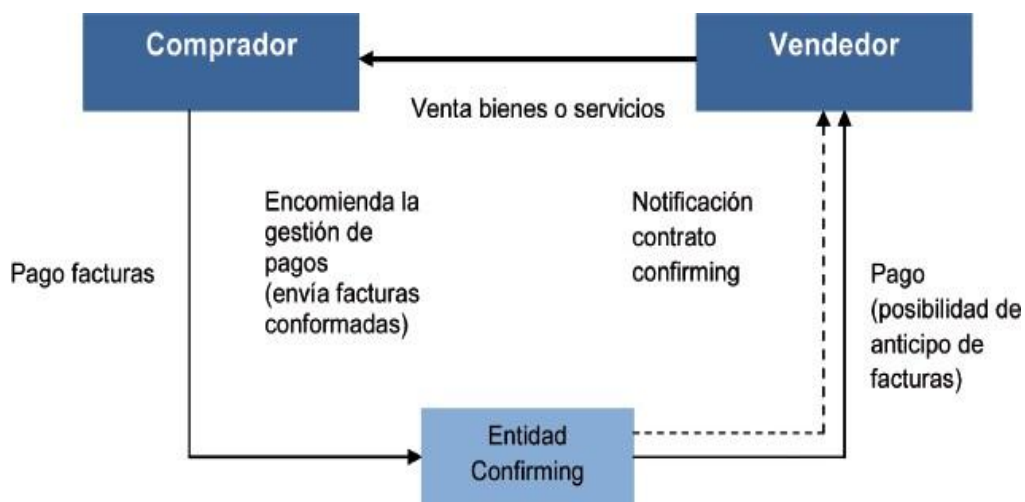 Comprador
Vendedor
Venta bienes o servicios
Pago facturas
Encomienda la
gestión de
pagos
(envía facturas
conformadas)
Notificación
contrato
confirming
Pago
(posibilidad de
anticipo de
facturas)
Entidad
Confirming